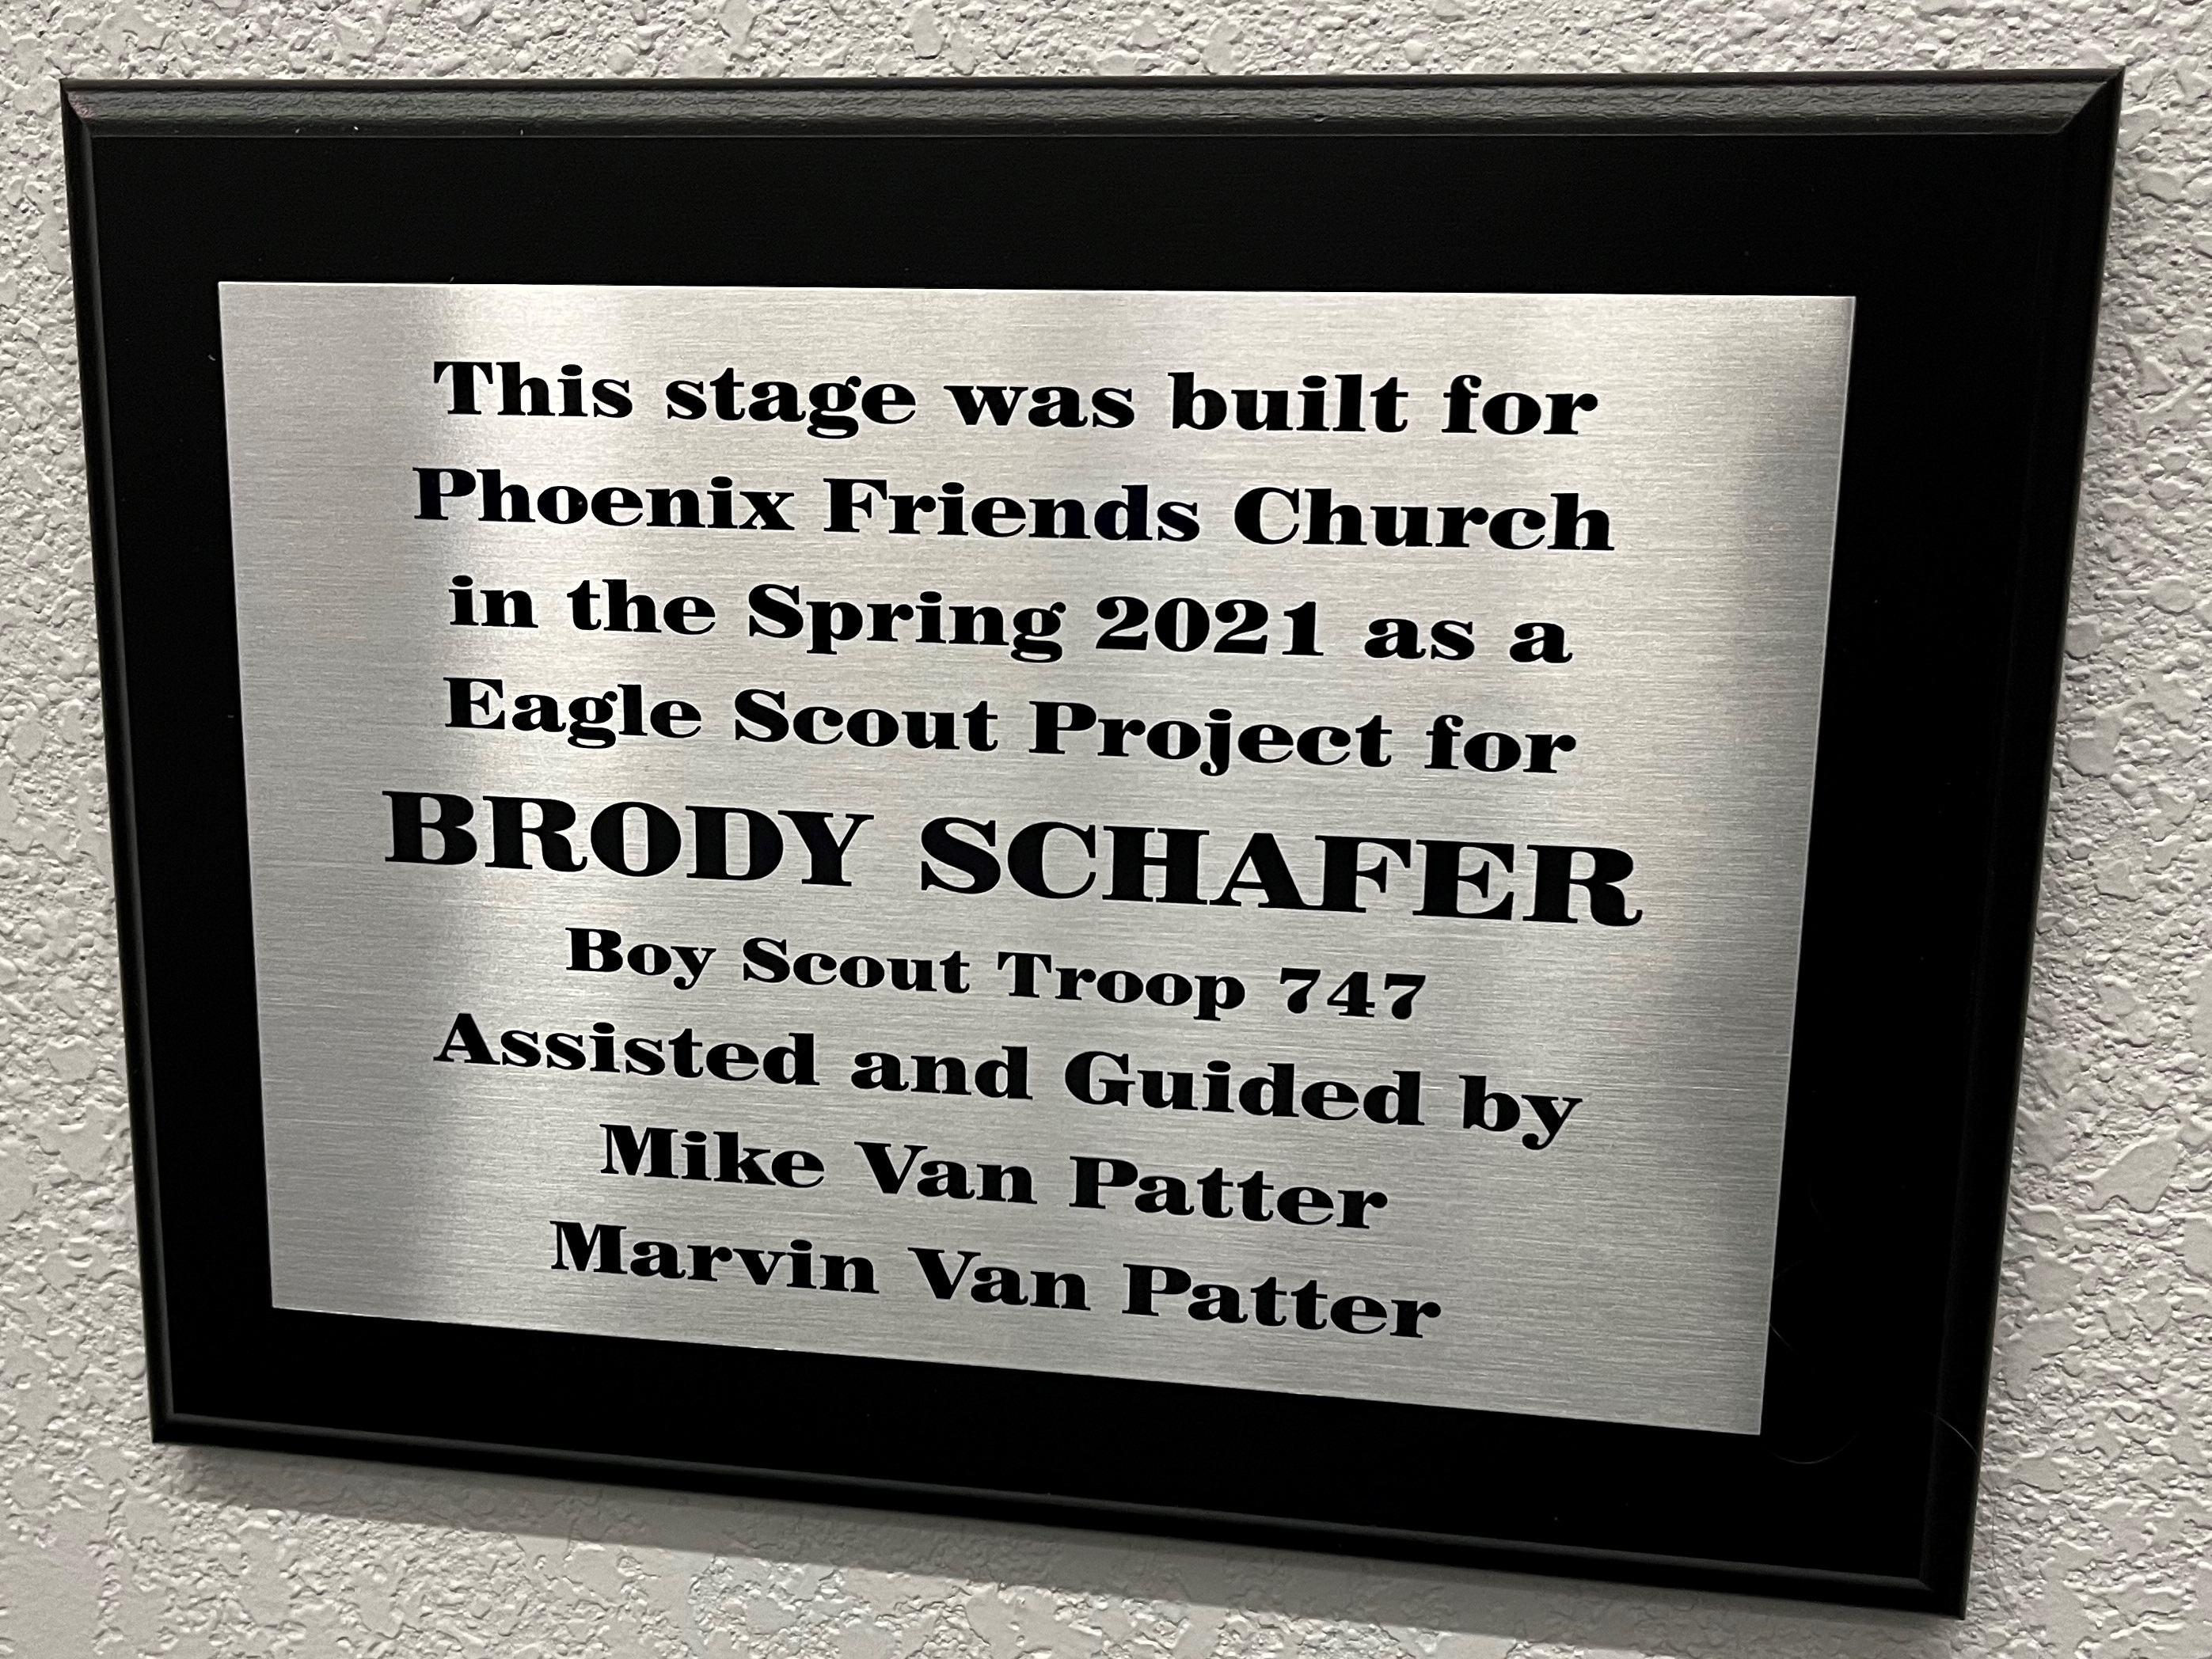 This stage was built for
Phoenix Friends Church
in the Spring 2021 as a
Eagle Scout Project for
BRODY SCHAFER
Boy Scout Troop 747
Assisted and Guided by
Mike Van Patter
Marvin Van Patter